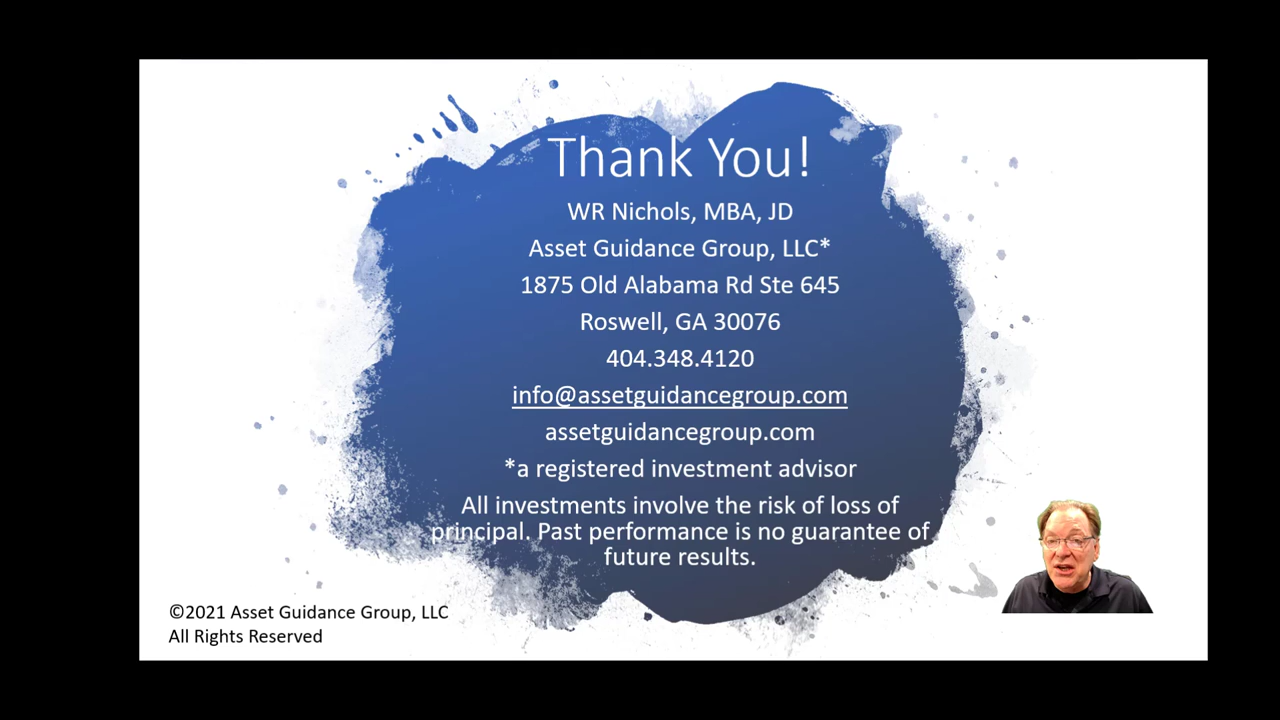 Thank You!
WR Nichols, MBA, JD
Asset Guidance Group, LLC*
1875 Old Alabama Rd Ste 645
Roswell, GA 30076
404.348.4120
info@assetguidancegroup.com
assetguidancegroup.com
*a registered investment advisor
All investments involve the risk of loss of
principal. Past performance is no guarantee of
future results.
©2021 Asset Guidance Group, LLC
All Rights Reserved